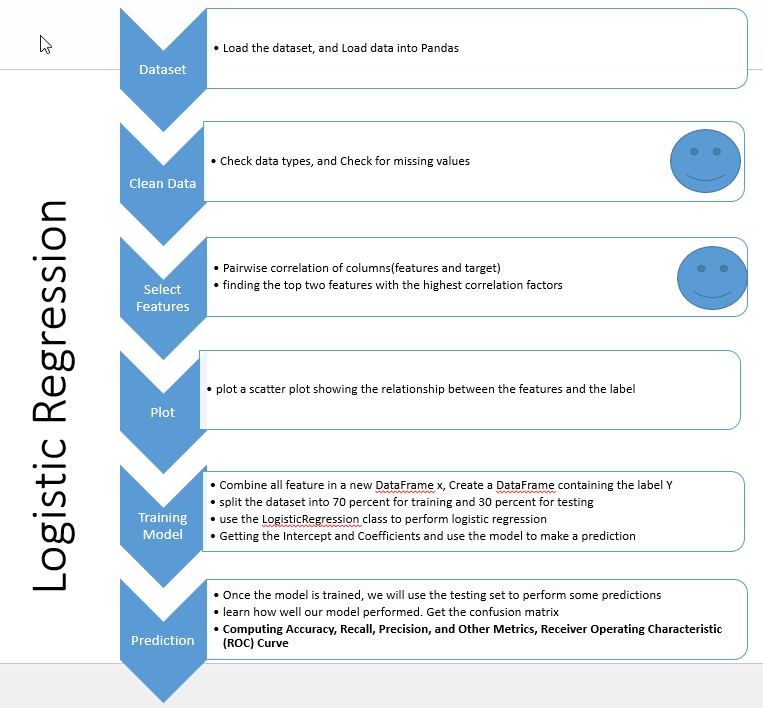 Logistic Regression
Dataset
• Load the dataset, and Load data into Pandas
Clean Data
• Check data types, and Check for missing values
Select
Features
• Pairwise correlation of columns(features and target)
• finding the top two features with the highest correlation factors
Plot
• plot a scatter plot showing the relationship between the features and the label
Training
Model
• Combine all feature in a new DataFrame x, Create a DataFrame containing the label Y
• split the dataset into 70 percent for training and 30 percent for testing
• use the LogisticRegression class to perform logistic regression
• Getting the Intercept and Coefficients and use the model to make a prediction
Prediction
• Once the model is trained, we will use the testing set to perform some predictions
• learn how well our model performed. Get the confusion matrix
• Computing Accuracy, Recall, Precision, and Other Metrics, Receiver Operating Characteristic
(ROC) Curve